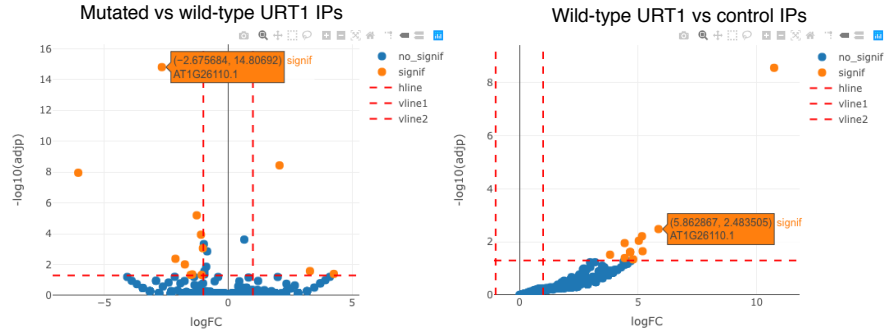 Mutated vs wild-type URT1 IPs
16
14
12
10
8
6
4
2
0
−5
0
5
-log10(adjp)
logFC
(−2.675684, 14.80692)
AT1G26110.1
signif
no_signif
signif
hline
vline1
vline2
Wild-type URT1 vs control IPs
8
6
4
2
0
0
5
10
-log10(adjp)
logFC
(5.862867, 2.483505)
AT1G26110.1
signif
no_signif
signif
hline
vline1
vline2